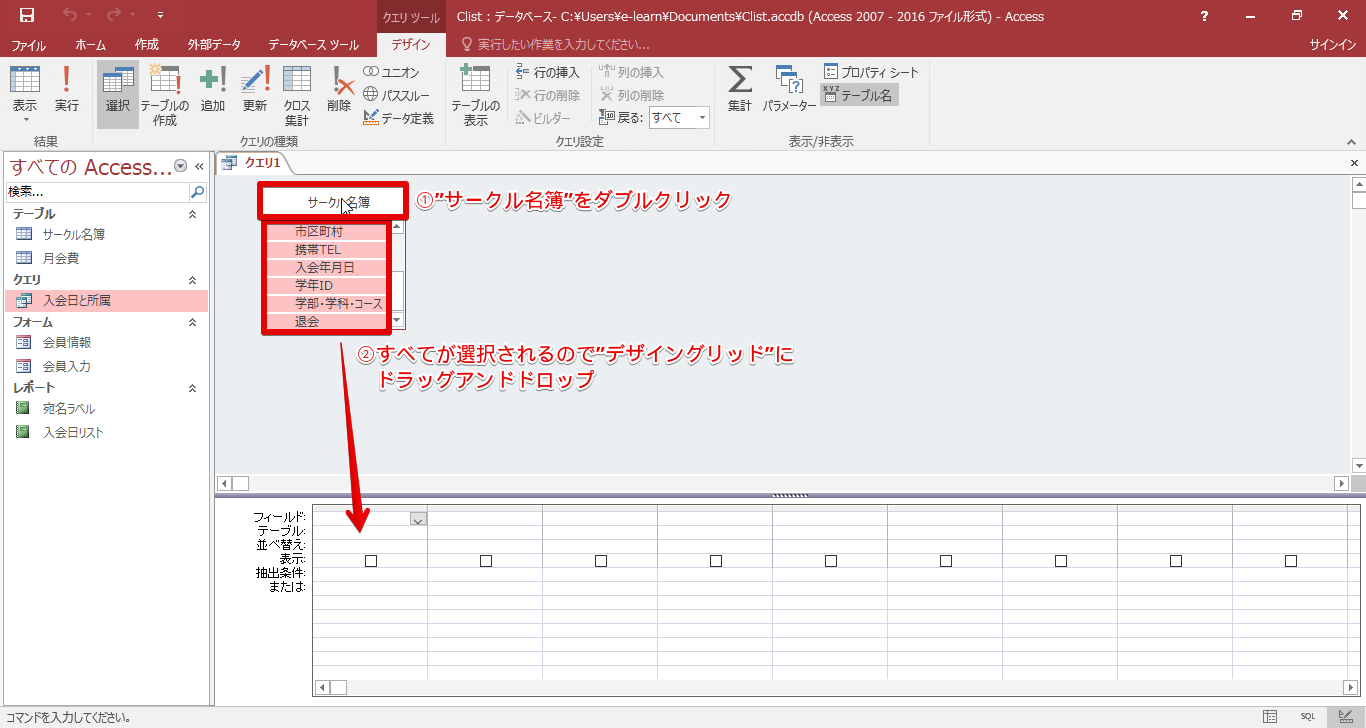 クエリ ツール
Clist : データベース- C:¥Users¥e-learn¥Documents¥Clist.accdb (Access 2007 - 2016 ファイル形式) - Access
?
ファイル ホーム 作成 外部データ データベース ツール デザイン 実行したい作業を入力してください... サインイン
表示 実行
結果
選択 テーブルの作成 追加 更新 クロス集計 削除
ユニオン
パススルー
データ定義
クエリの種類
テーブルの表示
行の挿入
行の削除
ビルダー
列の挿入
列の削除
戻る: すべて
クエリ設定
集計 パラメーター
プロパティ シート
テーブル名
表示/非表示
すべての Access...
検索...
テーブル
サークル名簿
月会費
クエリ
入会日と所属
フォーム
会員情報
会員入力
レポート
宛名ラベル
入会日リスト
クエリ1
サークル名簿
①”サークル名簿”をダブルクリック
市区町村
携帯TEL
入会年月日
学年ID
学部・学科・コース
退会
②すべてが選択されるので”デザイングリッド”に
ドラッグアンドドロップ
フィールド:
テーブル:
並べ替え:
表示:
抽出条件:
または:
コマンドを入力してください。
SQL